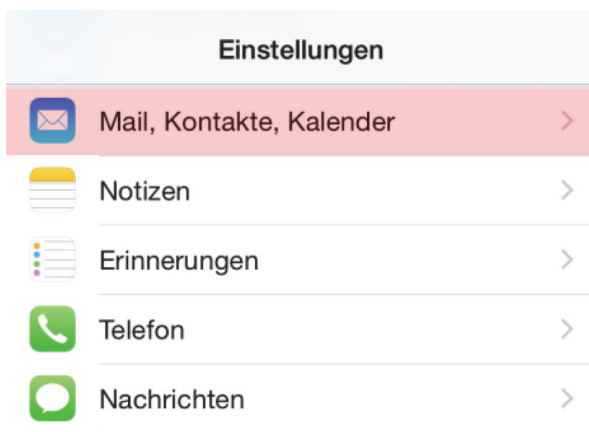 Einstellungen
Mail, Kontakte, Kalender
Notizen
Erinnerungen
Telefon
Nachrichten